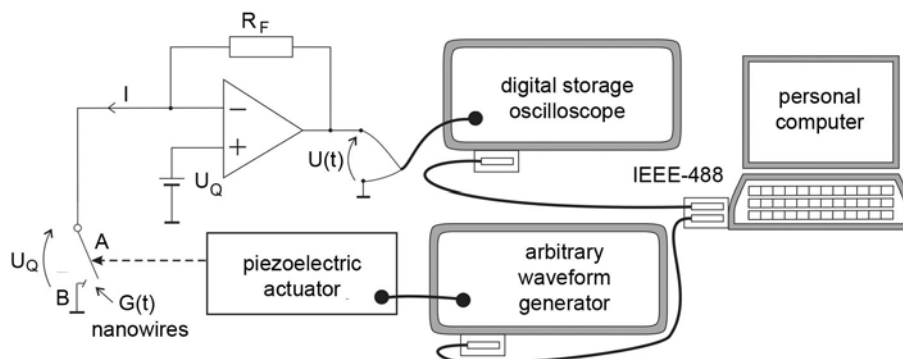 R_F
I
−
+
U_Q
U(t)
digital storage
oscilloscope
personal
computer
IEEE-488
U_Q
A
B
G(t)
nanowires
piezoelectric
actuator
arbitrary
waveform
generator